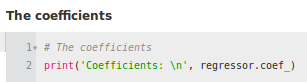 The coefficients
1 # The coefficients
2 print('Coefficients: \n', regressor.coef_)